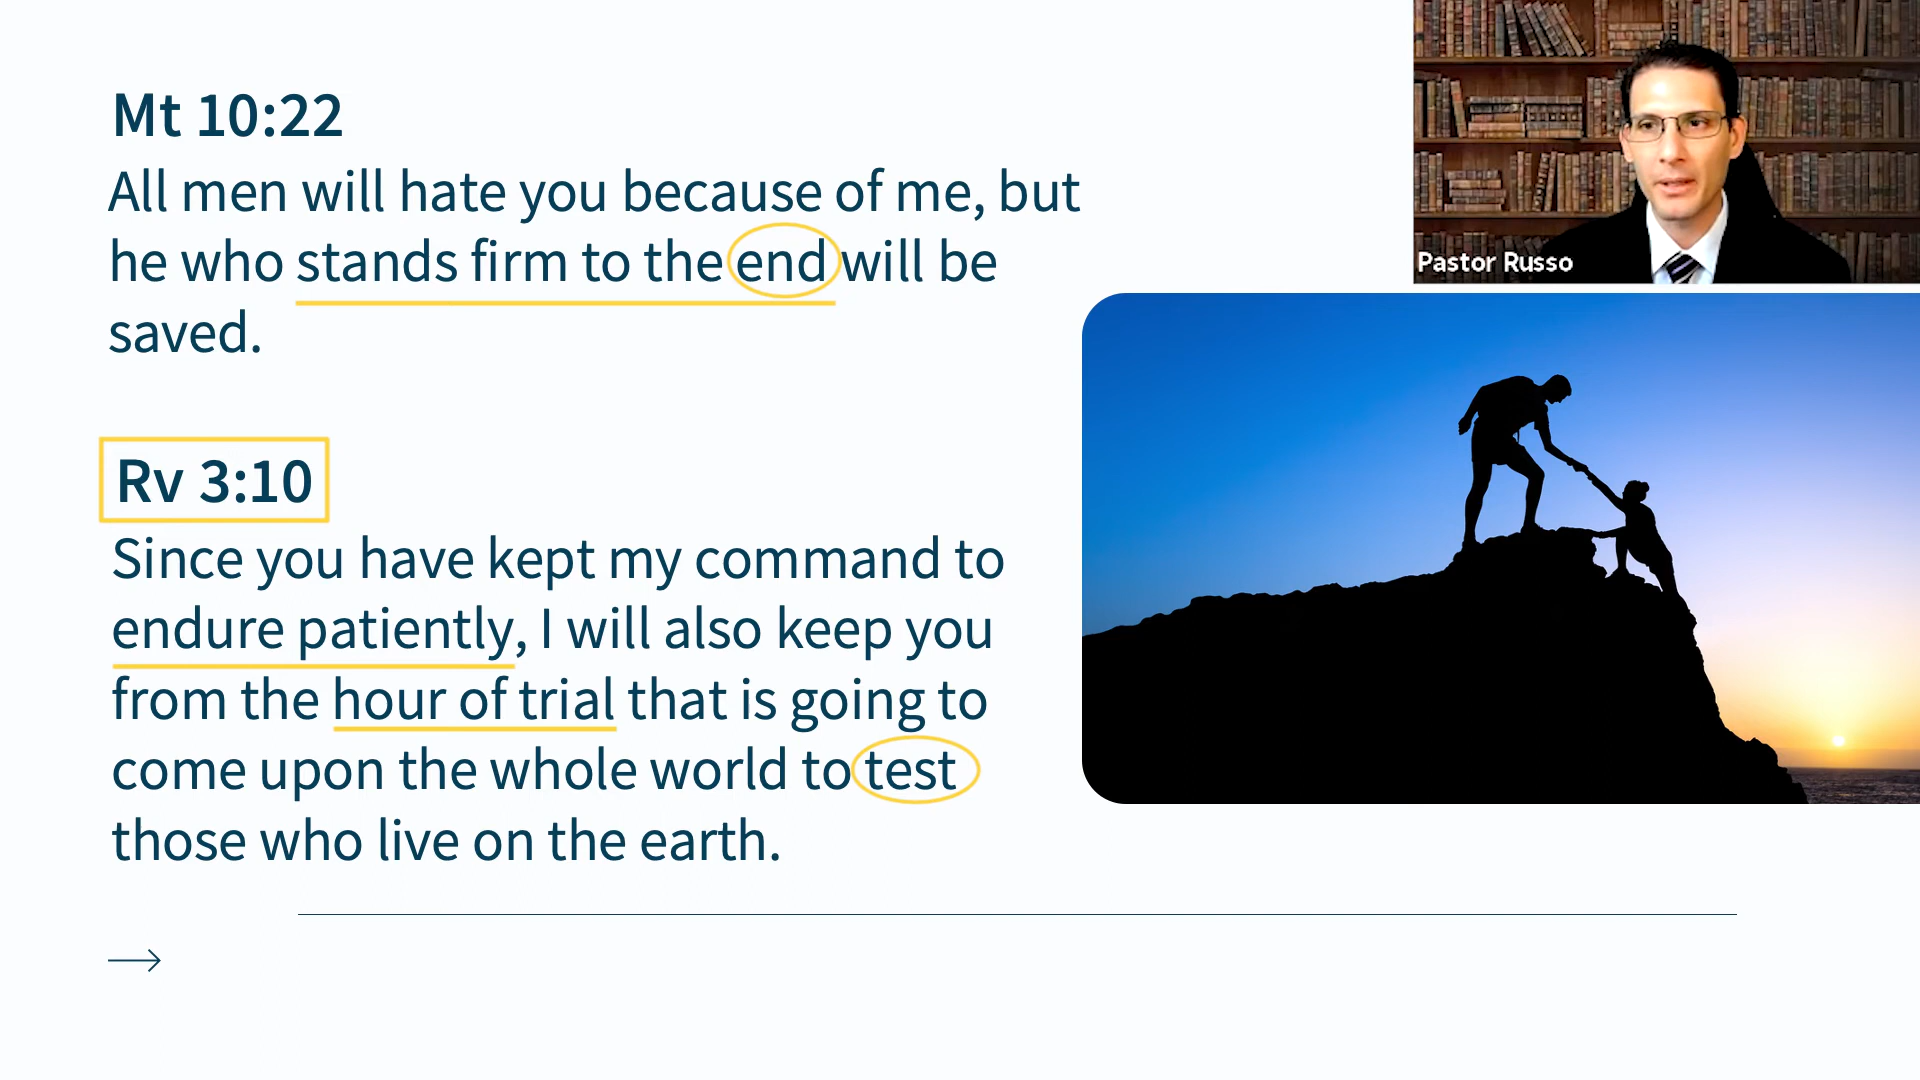 Mt 10:22
All men will hate you because of me, but
he who stands firm to the end will be
saved.
Rv 3:10
Since you have kept my command to
endure patiently, I will also keep you
from the hour of trial that is going to
come upon the whole world to test
those who live on the earth.
Pastor Russo